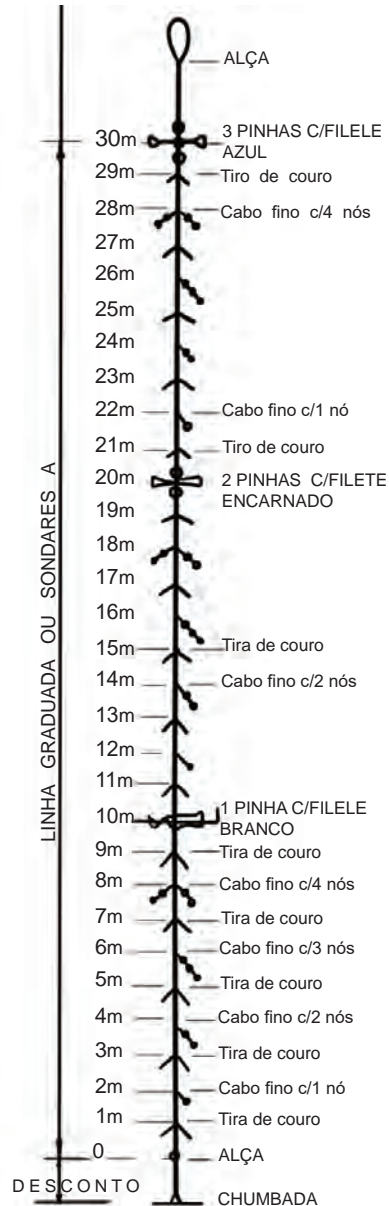 ALÇA
30m 3 PINHAS C/FILELE
AZUL
29m Tiro de couro
28m Cabo fino c/4 nós
27m
26m
25m
24m
23m
22m Cabo fino c/1 nó
21m Tiro de couro
20m 2 PINHAS C/FILETE
ENCARNADO
19m
18m
17m
16m
15m Tira de couro
14m Cabo fino c/2 nós
13m
12m
11m
10m 1 PINHA C/FILELE
BRANCO
9m Tira de couro
8m Cabo fino c/4 nós
7m Tira de couro
6m Cabo fino c/3 nós
5m Tira de couro
4m Cabo fino c/2 nós
3m Tira de couro
2m Cabo fino c/1 nó
1m Tira de couro
0 ALÇA
DESCONTO CHUMBADA
LINHA GRADUADA OU SONDARES A